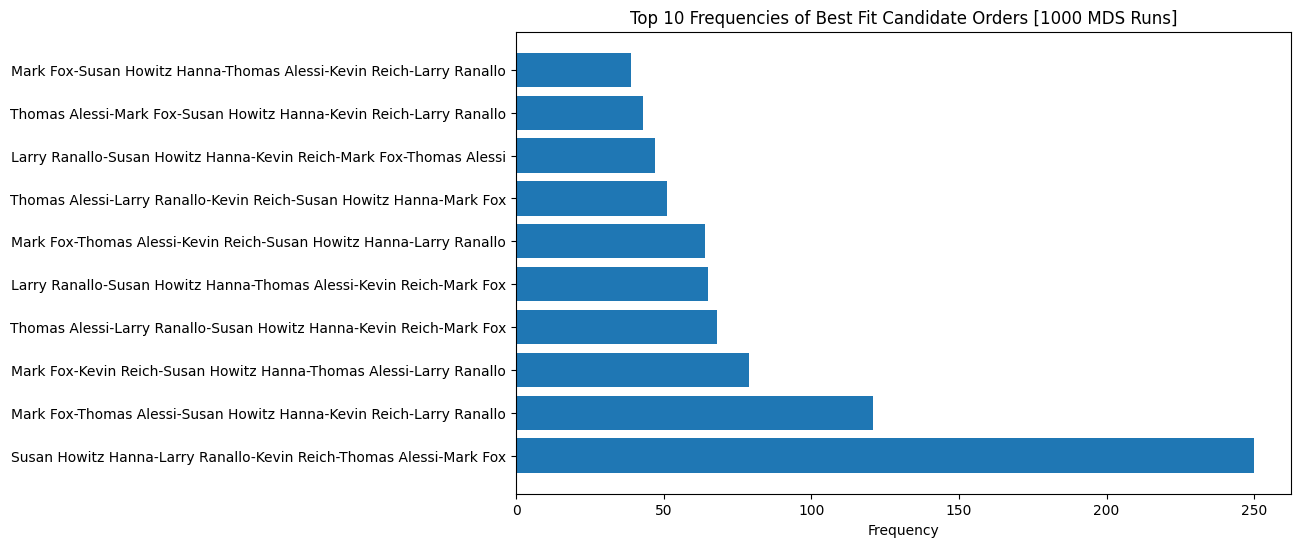 Top 10 Frequencies of Best Fit Candidate Orders [1000 MDS Runs]
Mark Fox-Susan Howitz Hanna-Thomas Alessi-Kevin Reich-Larry Ranallo
Thomas Alessi-Mark Fox-Susan Howitz Hanna-Kevin Reich-Larry Ranallo
Larry Ranallo-Susan Howitz Hanna-Kevin Reich-Mark Fox-Thomas Alessi
Thomas Alessi-Larry Ranallo-Kevin Reich-Susan Howitz Hanna-Mark Fox
Mark Fox-Thomas Alessi-Kevin Reich-Susan Howitz Hanna-Larry Ranallo
Larry Ranallo-Susan Howitz Hanna-Thomas Alessi-Kevin Reich-Mark Fox
Thomas Alessi-Larry Ranallo-Susan Howitz Hanna-Kevin Reich-Mark Fox
Mark Fox-Kevin Reich-Susan Howitz Hanna-Thomas Alessi-Larry Ranallo
Mark Fox-Thomas Alessi-Susan Howitz Hanna-Kevin Reich-Larry Ranallo
Susan Howitz Hanna-Larry Ranallo-Kevin Reich-Thomas Alessi-Mark Fox
0 50 100 150 200 250
Frequency